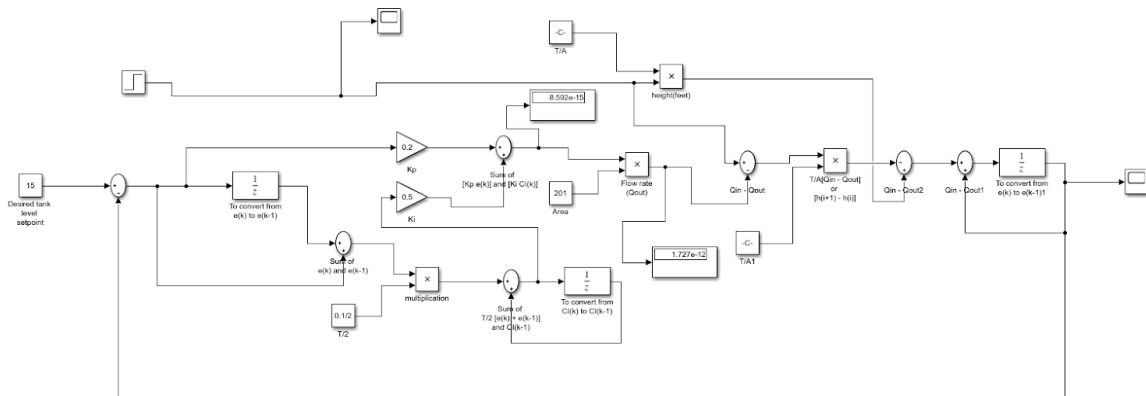 -C-
T/A
×
height(feet)
8.592e-15
0.2
Kp
Sum of
[Kp e(k)] and [Ki CI(k)]
×
Flow rate
(Qout)
Qin - Qout
×
T/A[Qin - Qout]
or
[h(i+1) - h(i)]
Qin - Qout2
Qin - Qout1
1
z
To convert from
e(k) to e(k-1)1
15
Desired tank
level
setpoint
1
z
To convert from
e(k) to e(k-1)
0.5
Ki
201
Area
Sum of
e(k) and e(k-1)
×
multiplication
0.1/2
T/2
Sum of
T/2 [e(k) + e(k-1)]
and CI(k-1)
1
z
To convert from
CI(k) to CI(k-1)
1.727e-12
-C-
T/A1